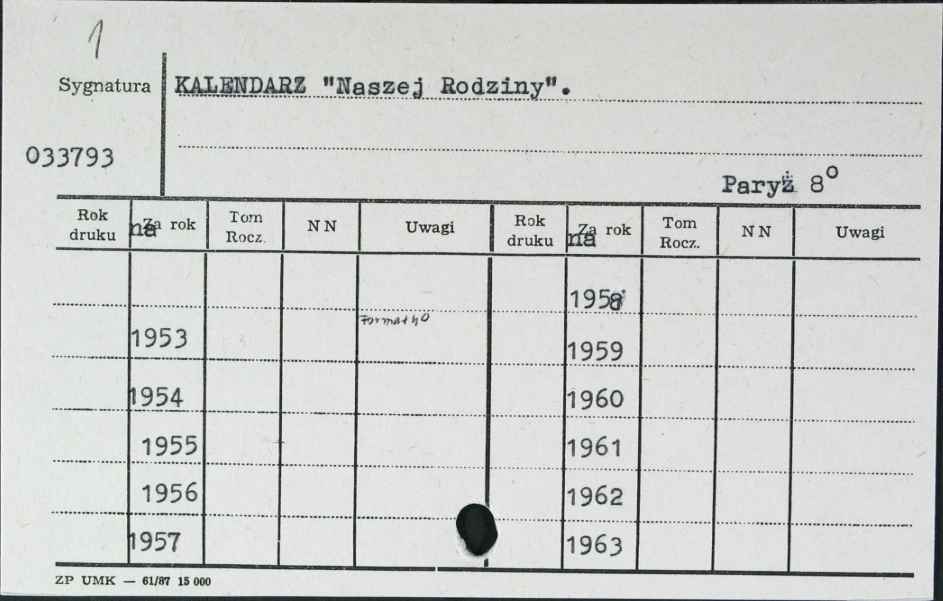 1
Sygnatura KALENDARZ "Naszej Rodziny".
033793
Paryż 8°
Rok druku na rok Tom Rocz. NN Uwagi Rok druku na rok Tom Rocz. NN Uwagi
1958
1953 1959
1954 1960
1955 1961
1956 1962
1957 1963
ZP UMK — 61/87 15 000